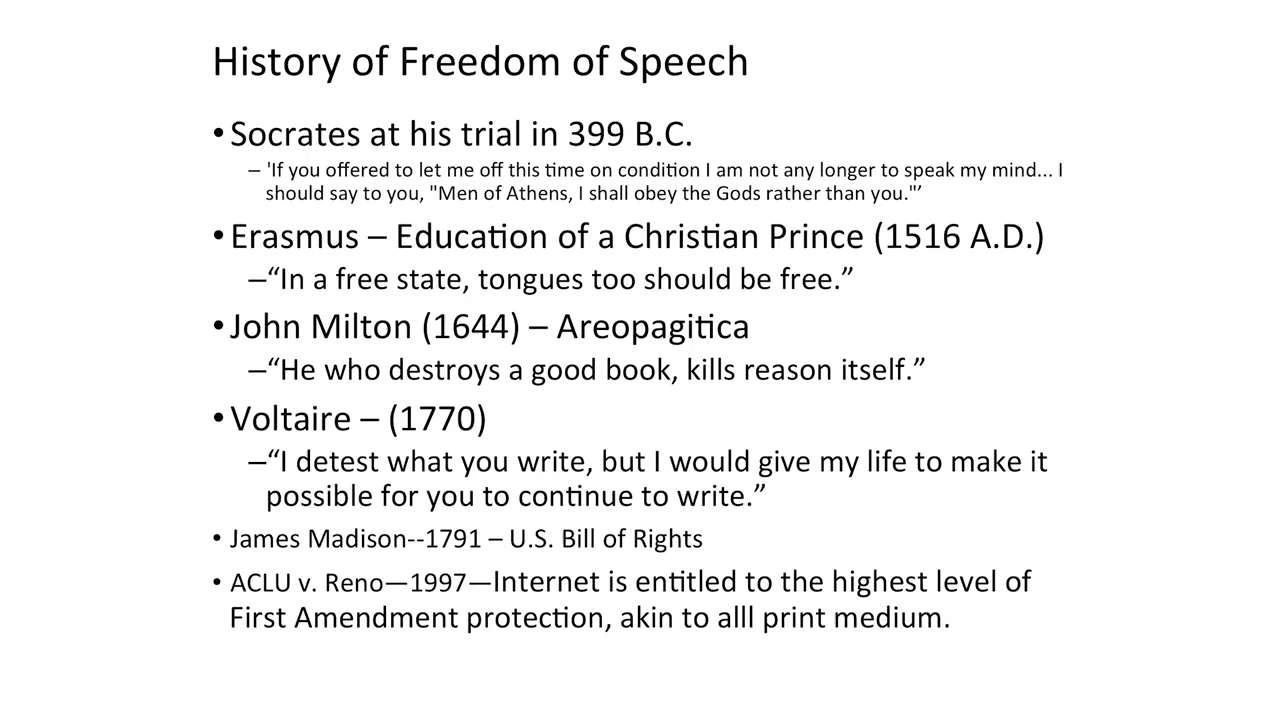 History of Freedom of Speech
•Socrates at his trial in 399 B.C.
– 'If you offered to let me off this time on condition I am not any longer to speak my mind... I
should say to you, "Men of Athens, I shall obey the Gods rather than you."’
•Erasmus – Education of a Christian Prince (1516 A.D.)
–“In a free state, tongues too should be free.”
•John Milton (1644) – Areopagitica
–“He who destroys a good book, kills reason itself.”
•Voltaire – (1770)
–“I detest what you write, but I would give my life to make it
possible for you to continue to write.”
• James Madison--1791 – U.S. Bill of Rights
• ACLU v. Reno—1997—Internet is entitled to the highest level of
First Amendment protection, akin to alll print medium.